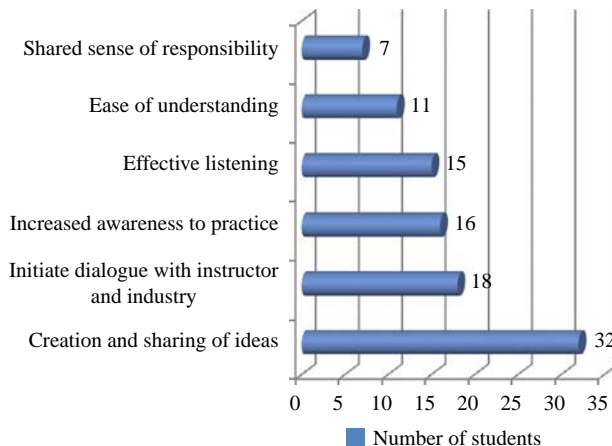 Shared sense of responsibility 7
Ease of understanding 11
Effective listening 15
Increased awareness to practice 16
Initiate dialogue with instructor
and industry 18
Creation and sharing of ideas 32
0 5 10 15 20 25 30 35
Number of students